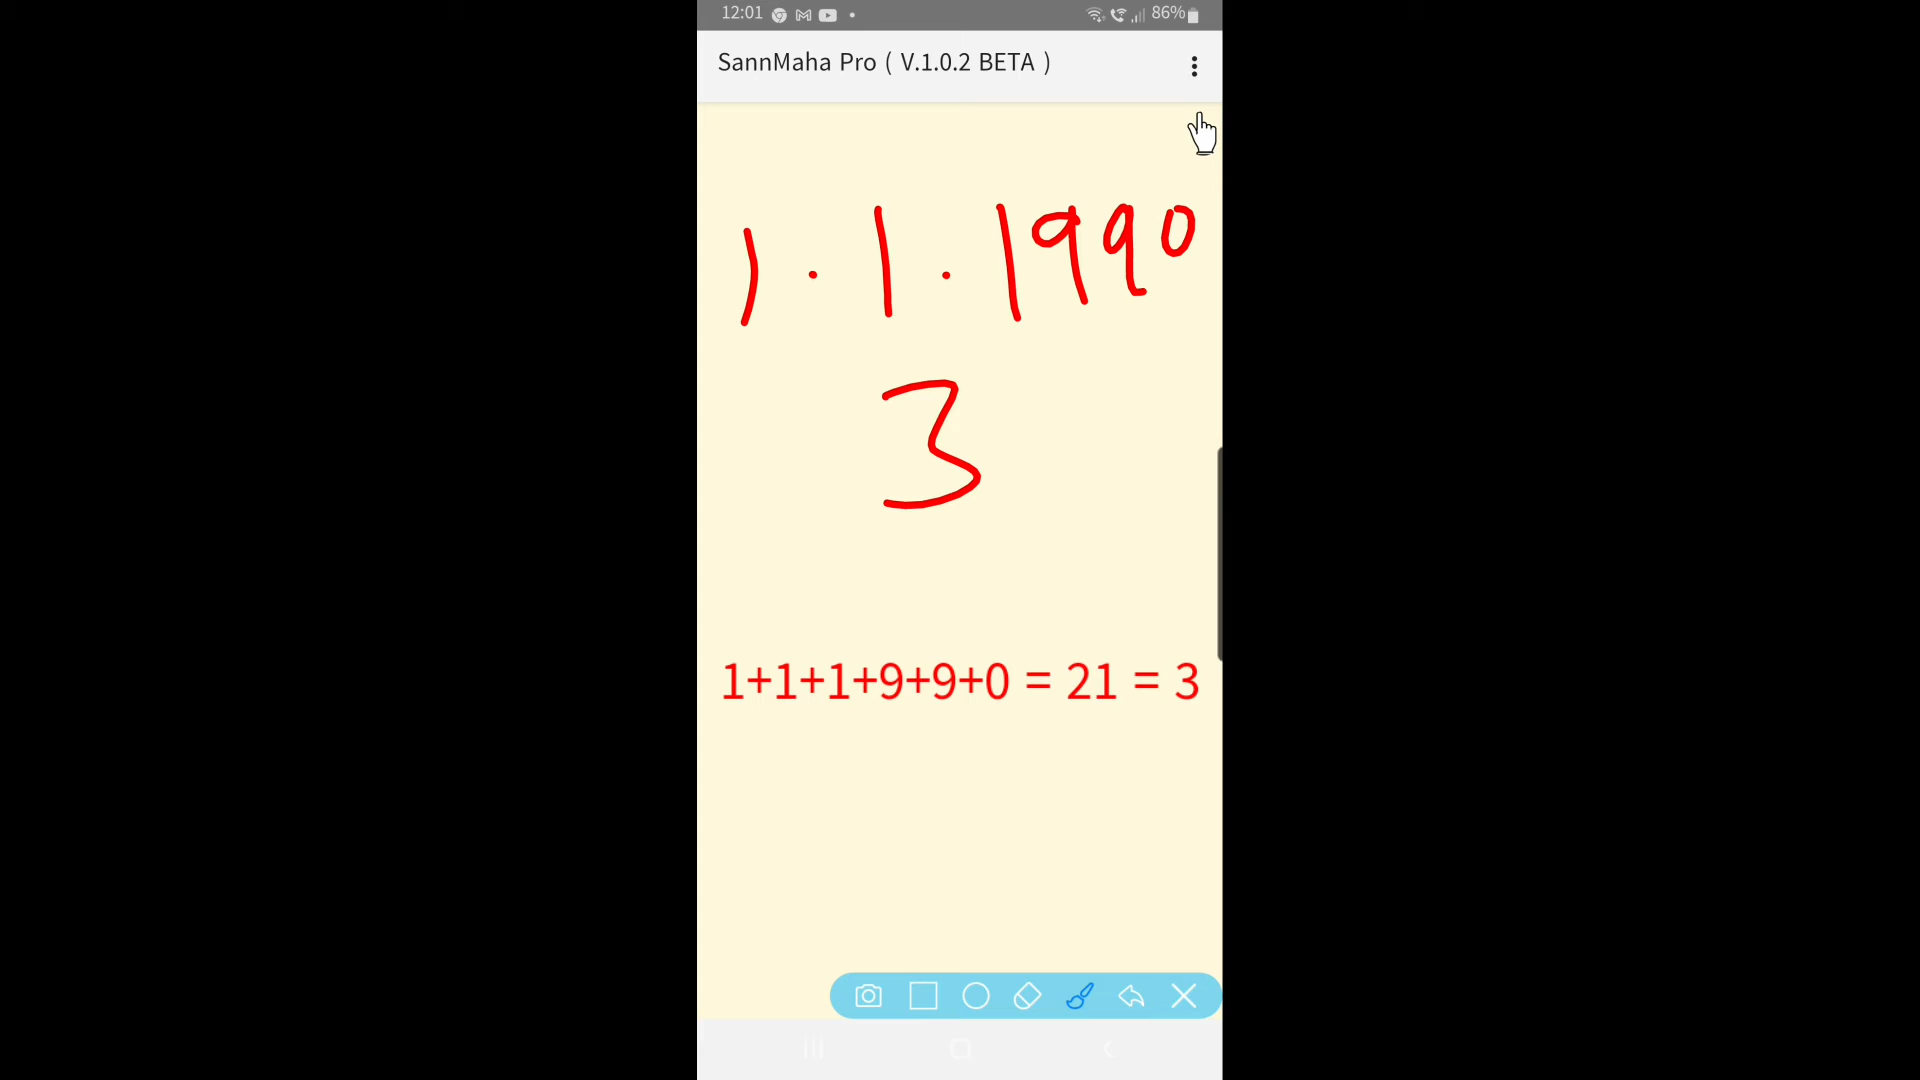 12:01 86%
SannMaha Pro ( V.1.0.2 BETA )
1.1.1990
3
1+1+1+9+9+0 = 21 = 3